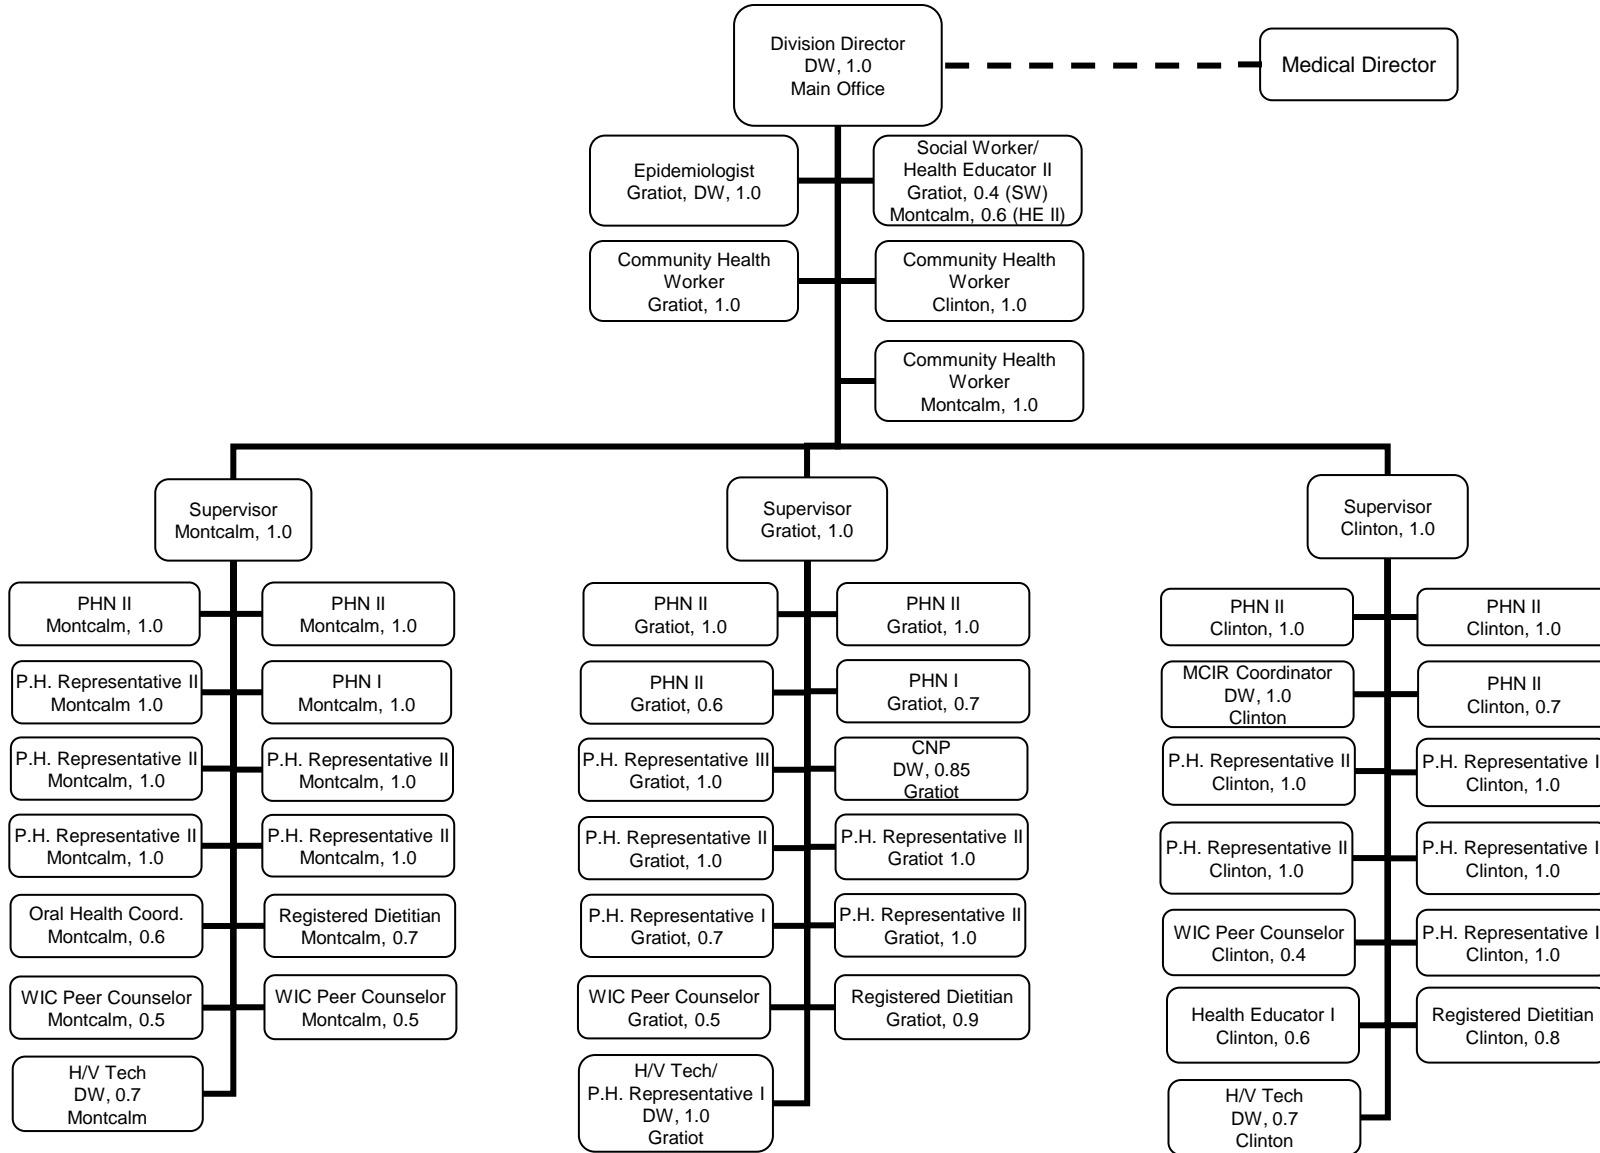 Division Director
DW, 1.0
Main Office
Medical Director
Epidemiologist
Gratiot, DW, 1.0
Social Worker/
Health Educator II
Gratiot, 0.4 (SW)
Montcalm, 0.6 (HE II)
Community Health
Worker
Gratiot, 1.0
Community Health
Worker
Clinton, 1.0
Community Health
Worker
Montcalm, 1.0
Supervisor
Montcalm, 1.0
Supervisor
Gratiot, 1.0
Supervisor
Clinton, 1.0
PHN II
Montcalm, 1.0
PHN II
Montcalm, 1.0
P.H. Representative II
Montcalm 1.0
PHN I
Montcalm, 1.0
P.H. Representative II
Montcalm, 1.0
P.H. Representative II
Montcalm, 1.0
P.H. Representative II
Montcalm, 1.0
P.H. Representative II
Montcalm, 1.0
Oral Health Coord.
Montcalm, 0.6
Registered Dietitian
Montcalm, 0.7
WIC Peer Counselor
Montcalm, 0.5
WIC Peer Counselor
Montcalm, 0.5
H/V Tech
DW, 0.7
Montcalm
PHN II
Gratiot, 1.0
PHN II
Gratiot, 1.0
PHN II
Gratiot, 0.6
PHN I
Gratiot, 0.7
P.H. Representative III
Gratiot, 1.0
CNP
DW, 0.85
Gratiot
P.H. Representative II
Gratiot, 1.0
P.H. Representative II
Gratiot 1.0
P.H. Representative I
Gratiot, 0.7
P.H. Representative II
Gratiot, 1.0
WIC Peer Counselor
Gratiot, 0.5
Registered Dietitian
Gratiot, 0.9
H/V Tech/
P.H. Representative I
DW, 1.0
Gratiot
PHN II
Clinton, 1.0
PHN II
Clinton, 1.0
MCIR Coordinator
DW, 1.0
Clinton
PHN II
Clinton, 0.7
P.H. Representative II
Clinton, 1.0
P.H. Representative I
Clinton, 1.0
P.H. Representative II
Clinton, 1.0
P.H. Representative I
Clinton, 1.0
WIC Peer Counselor
Clinton, 0.4
P.H. Representative I
Clinton, 1.0
Health Educator I
Clinton, 0.6
Registered Dietitian
Clinton, 0.8
H/V Tech
DW, 0.7
Clinton